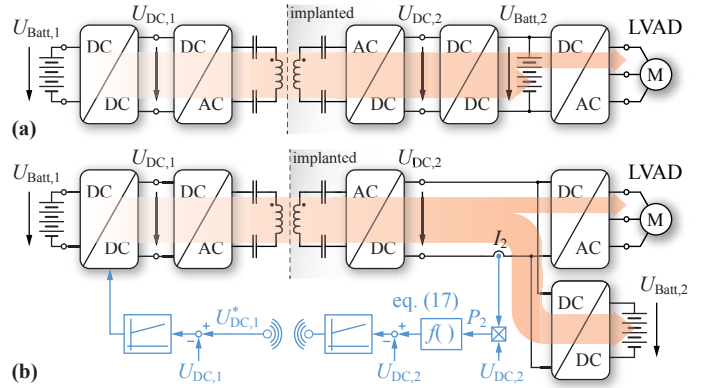 U_Batt,1 U_DC,1 implanted U_DC,2 U_Batt,2 LVAD
DC DC AC DC AC
M
DC AC DC DC AC
(a)
U_Batt,1 U_DC,1 implanted U_DC,2 LVAD
DC DC AC DC
I_2 M
DC AC DC AC
eq. (17) U_Batt,2
U*_DC,1 f( ) P_2 DC
+ − + −
DC
U_DC,1 U_DC,2 U_DC,2
(b)